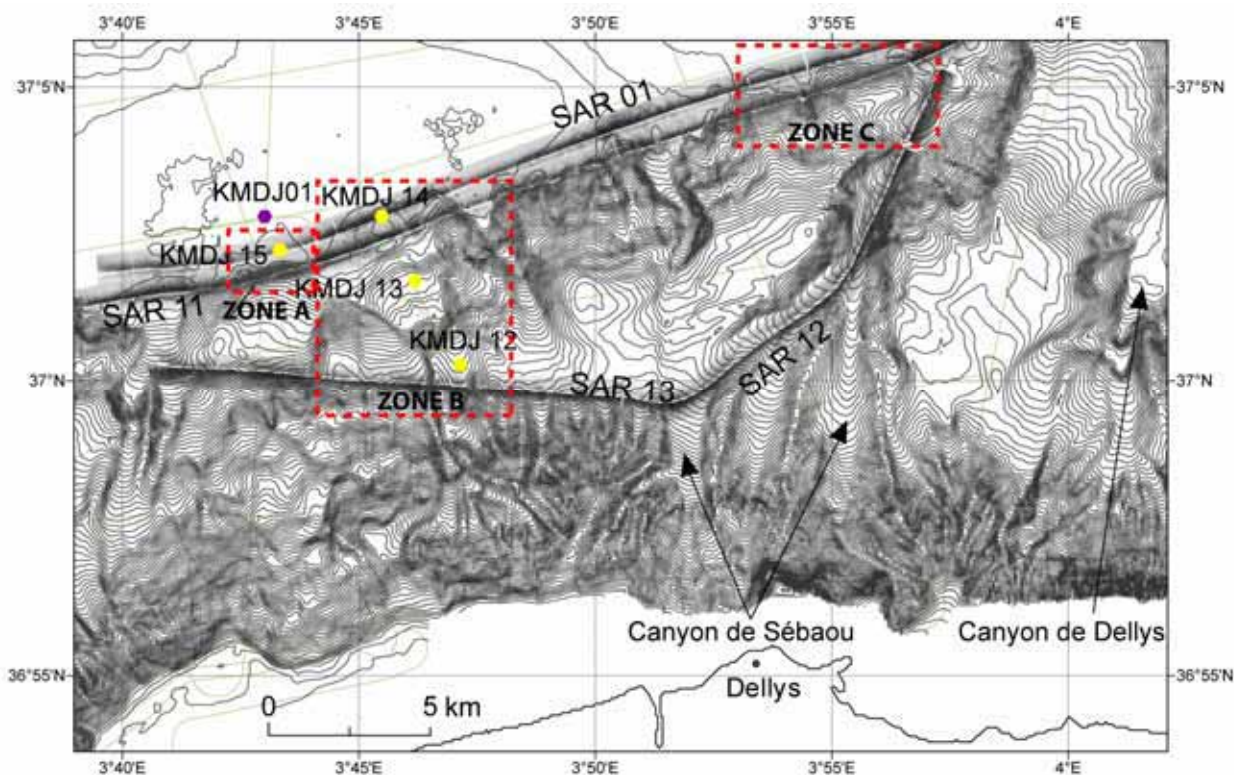 3°40'E 3°45'E 3°50'E 3°55'E 4°E
37°5'N 37°5'N
SAR 01
ZONE C
KMDJ01 KMDJ 14
KMDJ 15
KMDJ 13
SAR 11 ZONE A
KMDJ 12
SAR 12
37°N SAR 13 37°N
ZONE B
Canyon de Sébaou Canyon de Dellys
36°55'N Dellys 36°55'N
0 5 km
3°40'E 3°45'E 3°50'E 3°55'E 4°E